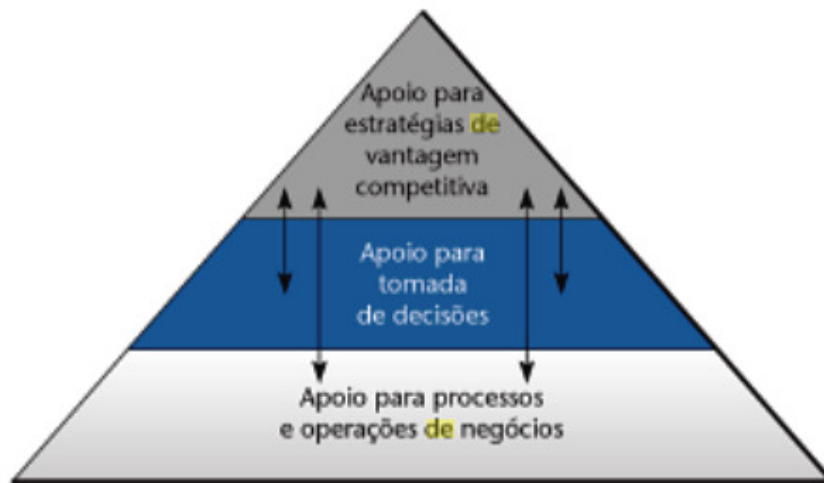 Apoio para
estratégias de
vantagem
competitiva
Apoio para
tomada
de decisões
Apoio para processos
e operações de negócios